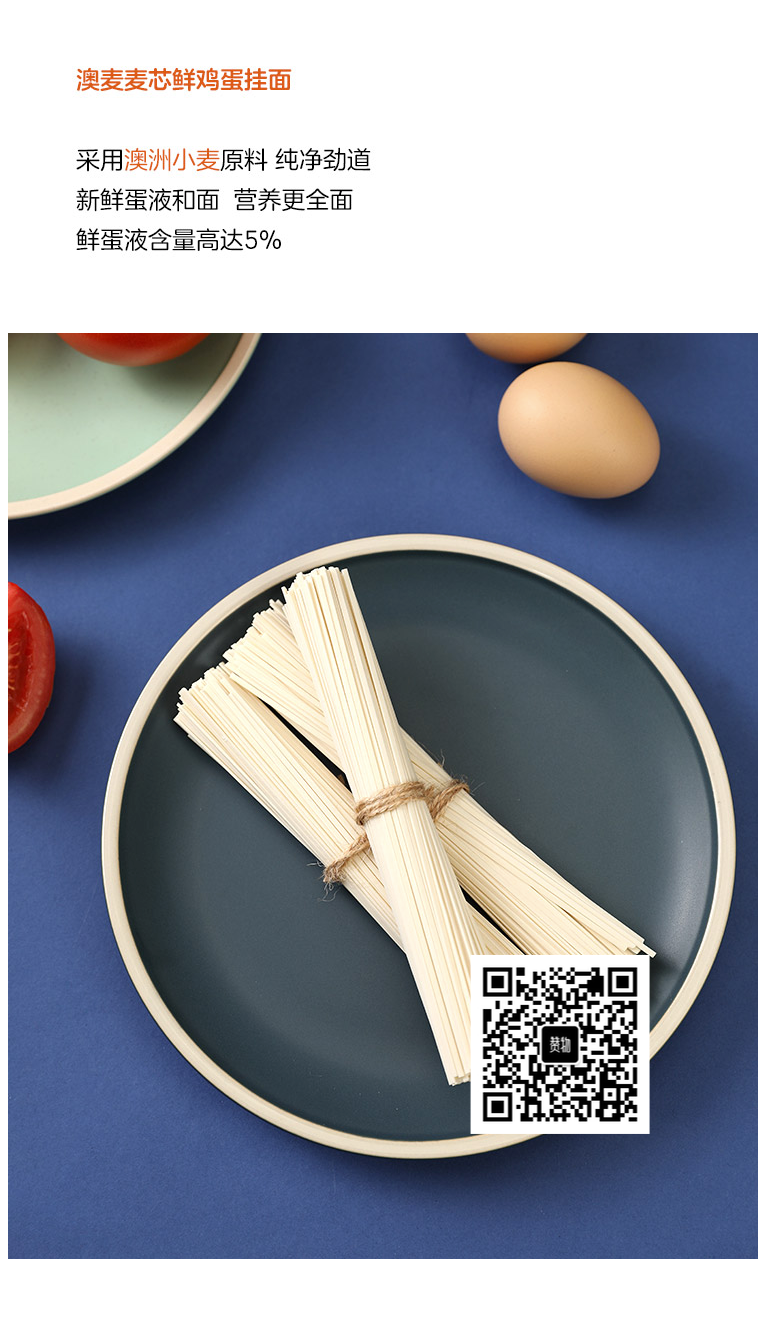 澳麦麦芯鲜鸡蛋挂面
采用澳洲小麦原料 纯净劲道
新鲜蛋液和面 营养更全面
鲜蛋液含量高达5%
赞物